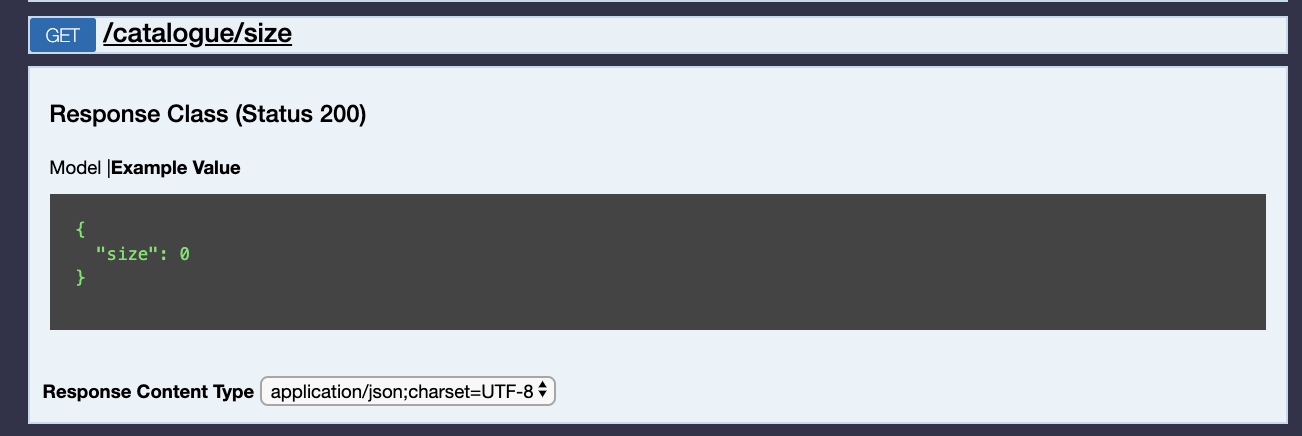 GET /catalogue/size
Response Class (Status 200)
Model |Example Value
{
"size": 0
}
Response Content Type application/json;charset=UTF-8